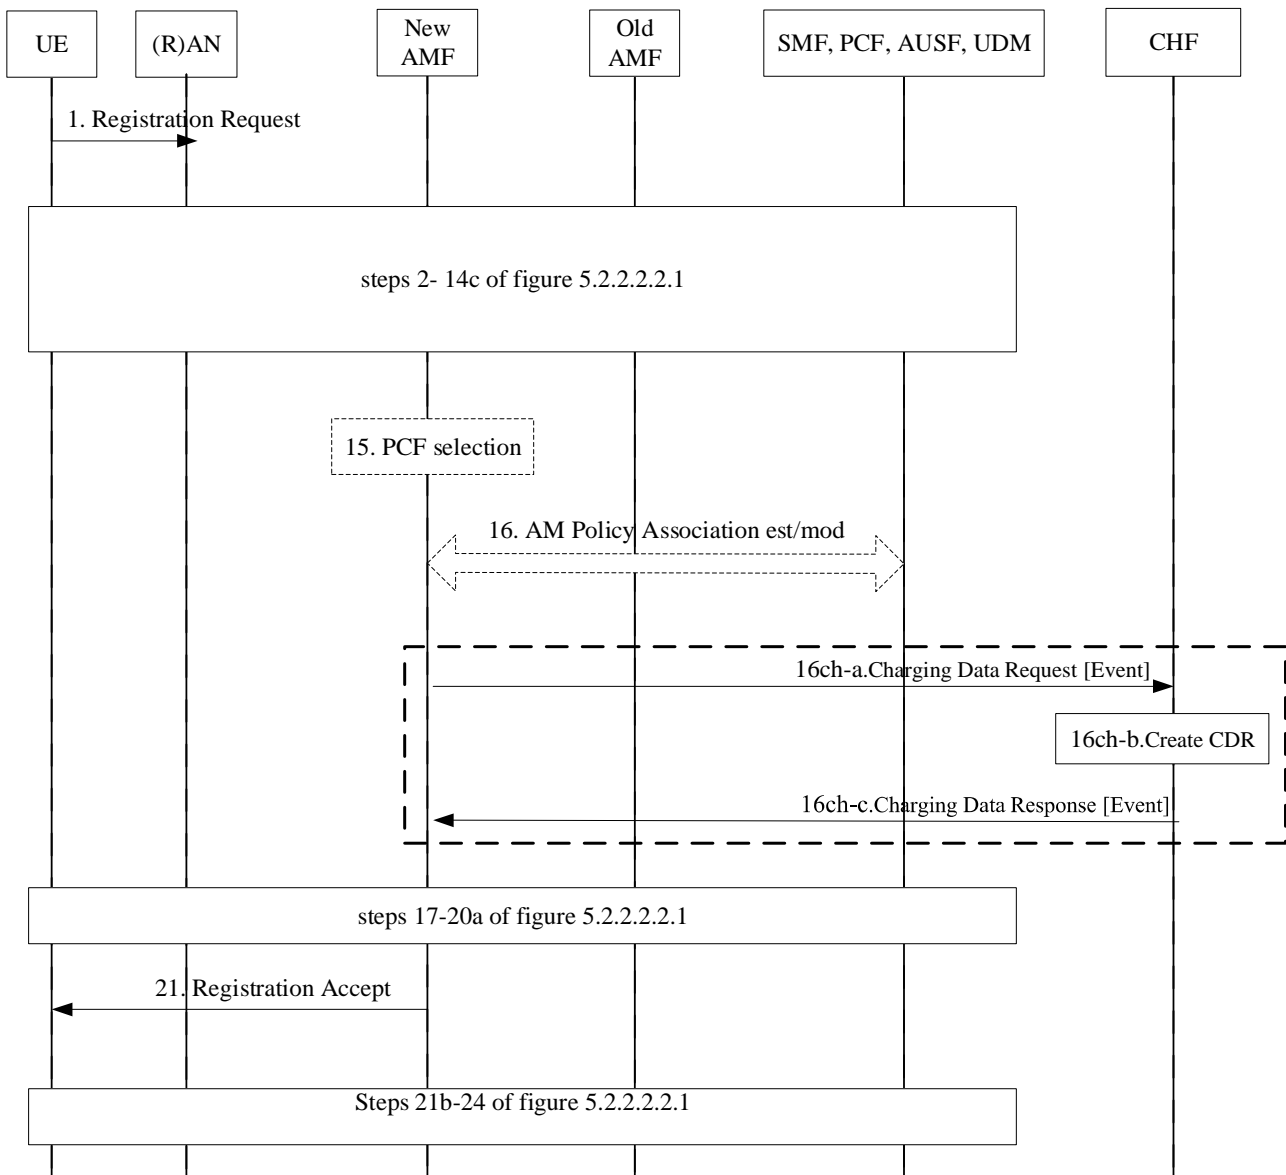 UE
(R)AN
New
AMF
Old
AMF
SMF, PCF, AUSF, UDM
CHF
1. Registration Request
steps 2- 14c of figure 5.2.2.2.2.1
15. PCF selection
16. AM Policy Association est/mod
16ch-a.Charging Data Request [Event]
16ch-b.Create CDR
16ch-c.Charging Data Response [Event]
steps 17-20a of figure 5.2.2.2.2.1
21. Registration Accept
Steps 21b-24 of figure 5.2.2.2.2.1